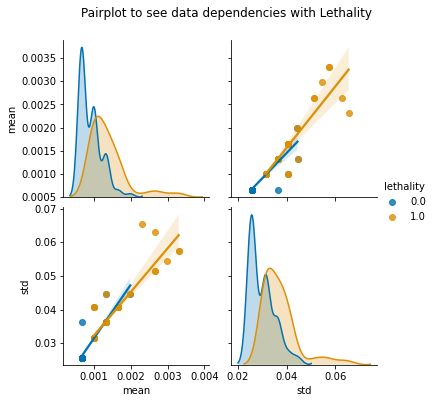 Pairplot to see data dependencies with Lethality
0.0035
0.0030
0.0025
0.0020
0.0015
0.0010
0.0005
mean
lethality
0.0
1.0
0.07
0.06
0.05
0.04
0.03
std
0.001 0.002 0.003 0.004
0.02 0.04 0.06
mean
std